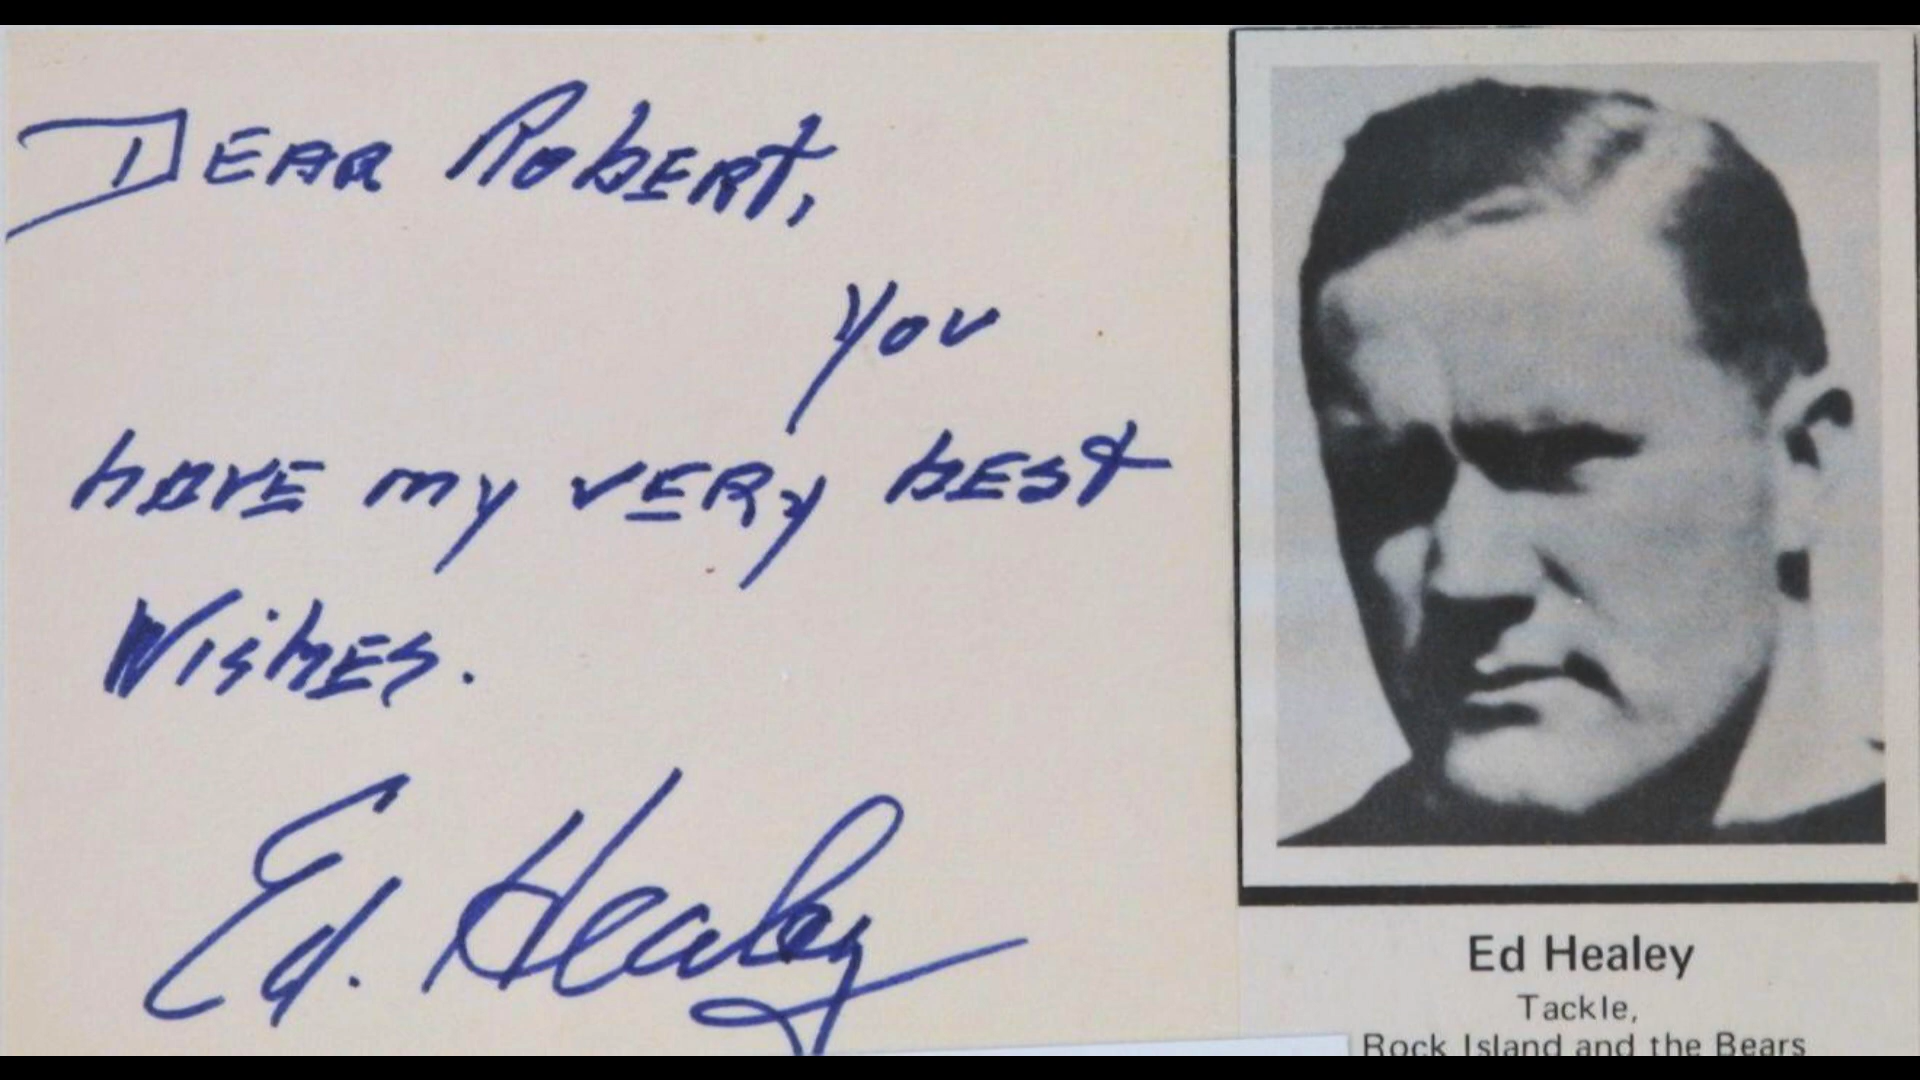 DEAR RobERt,
you
hAVE my VERy bEst
WishEs.
Ed. Healey
Ed Healey
Tackle,
Rock Island and the Bears